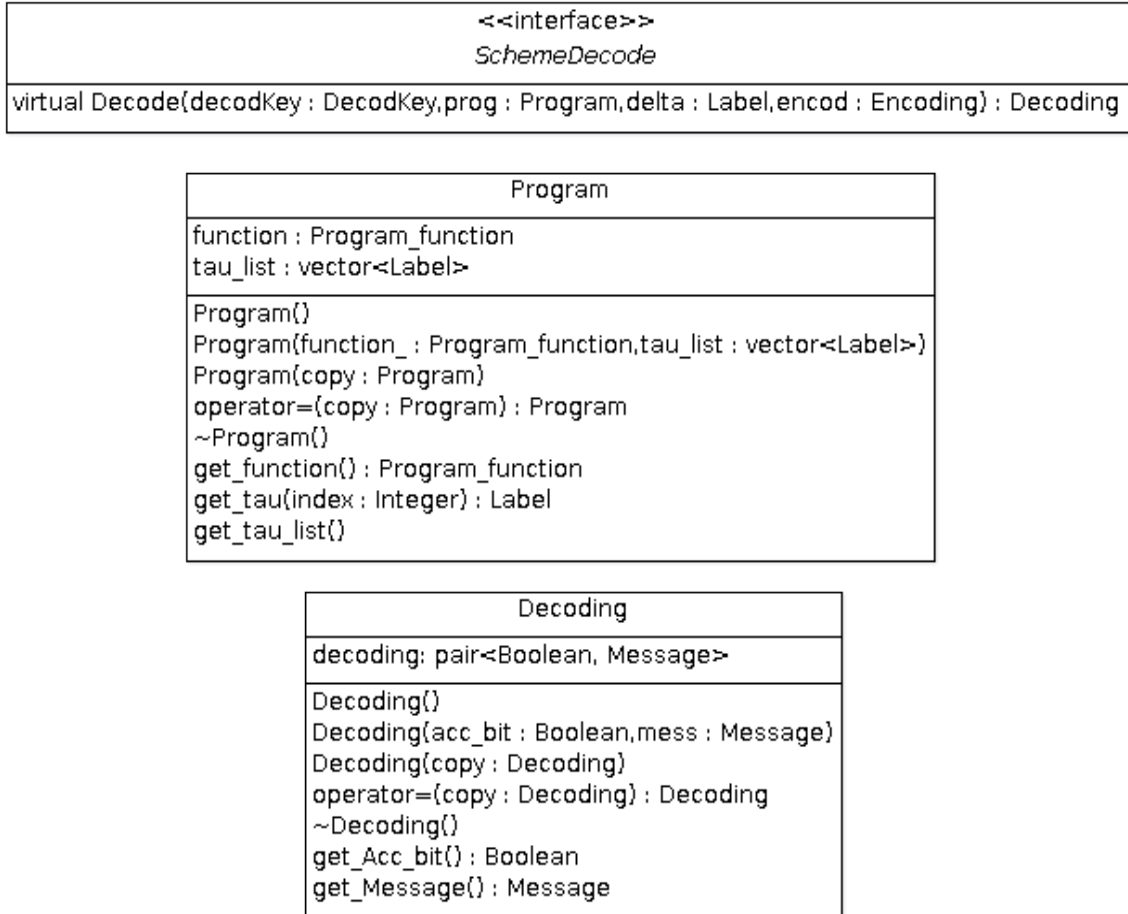 <<interface>>
SchemeDecode
virtual Decode(decodKey : DecodKey,prog : Program,delta : Label,encod : Encoding) : Decoding
Program
function : Program_function
tau_list : vector<Label>
Program()
Program(function_ : Program_function,tau_list : vector<Label>)
Program(copy : Program)
operator=(copy : Program) : Program
~Program()
get_function() : Program_function
get_tau(index : Integer) : Label
get_tau_list()
Decoding
decoding: pair<Boolean, Message>
Decoding()
Decoding(acc_bit : Boolean,mess : Message)
Decoding(copy : Decoding)
operator=(copy : Decoding) : Decoding
~Decoding()
get_Acc_bit() : Boolean
get_Message() : Message